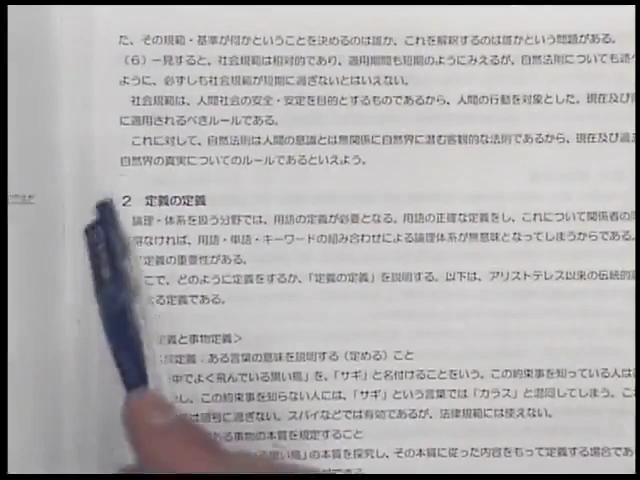 た、その規範・基準が何かということを決めるのは誰か、これを解釈するのは誰かという問題がある。
（6）一見すると、社会規範は相対的であり、適用期間も短期のようにみえるが、自然法則についても
ように、必ずしも社会規範が短期に過ぎないとはいえない。
社会規範は、人間社会の安全・安定を目的とするものであるから、人間の行動を対象とした、現在及び
に適用されるべきルールである。
これに対して、自然法則は人間の意識とは無関係に自然界に潜む客観的な法則であるから、現在及び過
自然界の真実についてのルールであるといえよう。
2 定義の定義
論理・体系を扱う分野では、用語の定義が必要となる。用語の正確な定義をし、これについて関係者の
得なければ、用語・単語・キーワードの組み合わせによる論理体系が無意味となってしまうからである。
定義の重要性がある。
こで、どのように定義をするか、「定義の定義」を説明する。以下は、アリストテレス以来の伝統的
よる定義である。
定義と事物定義＞
定義：ある言葉の意味を説明する（定める）こと
中でよく飛んでいる黒い鳥」を、「サギ」と名付けることをいう。この約束事を知っている人は
し、この約束事を知らない人には、「サギ」という言葉では「カラス」と混同してしまう。
は信号に過ぎない。スパイなどでは有効であるが、法律規範には使えない。
ある事物の本質を規定すること
る黒い鳥」の本質を探究し、その本質に従った内容をもって定義する場合であ